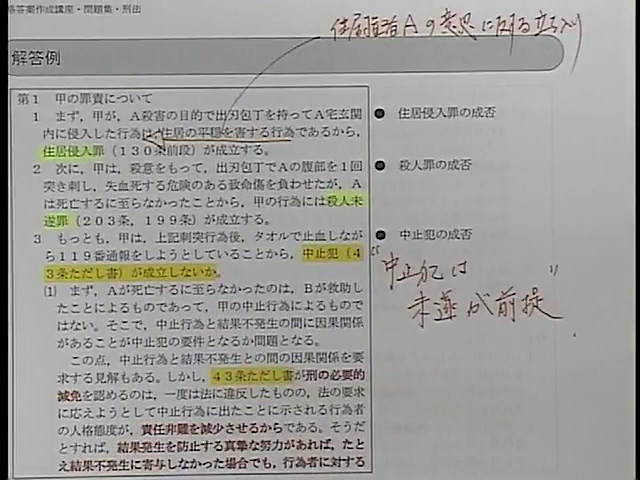 格答案作成講座・問題集・刑法
住居権者Aの意思に反する立ち入り
解答例
第1　甲の罪責について
1　まず，甲が，A殺害の目的で出刃包丁を持ってA宅玄関
内に侵入した行為は，住居の平穏を害する行為であるから，
住居侵入罪（130条前段）が成立する。
2　次に，甲は，殺意をもって，出刃包丁でAの腹部を1回
突き刺し，失血死する危険のある致命傷を負わせたが，A
は死亡するに至らなかったことから，甲の行為には殺人未
遂罪（203条，199条）が成立する。
3　もっとも，甲は，上記刺突行為後，タオルで止血しなが
ら119番通報をしようとしていることから，中止犯（4
3条ただし書）が成立しないか。
⑴　まず，Aが死亡するに至らなかったのは，Bが救助し
たことによるものであって，甲の中止行為によるもので
はない。そこで，中止行為と結果不発生の間に因果関係
があることが中止犯の要件となるか問題となる。
この点，中止行為と結果不発生との間の因果関係を要
求する見解もある。しかし，43条ただし書が刑の必要的
減免を認めるのは，一度は法に違反したものの，法の要求
に応えようとして中止行為に出たことに示される行為者
の人格態度が，責任非難を減少させるからである。そうだ
とすれば，結果発生を防止する真摯な努力があれば，たと
え結果不発生に寄与しなかった場合でも，行為者に対する
● 住居侵入罪の成否
● 殺人罪の成否
● 中止犯の成否
“中止犯は
未遂が前提”